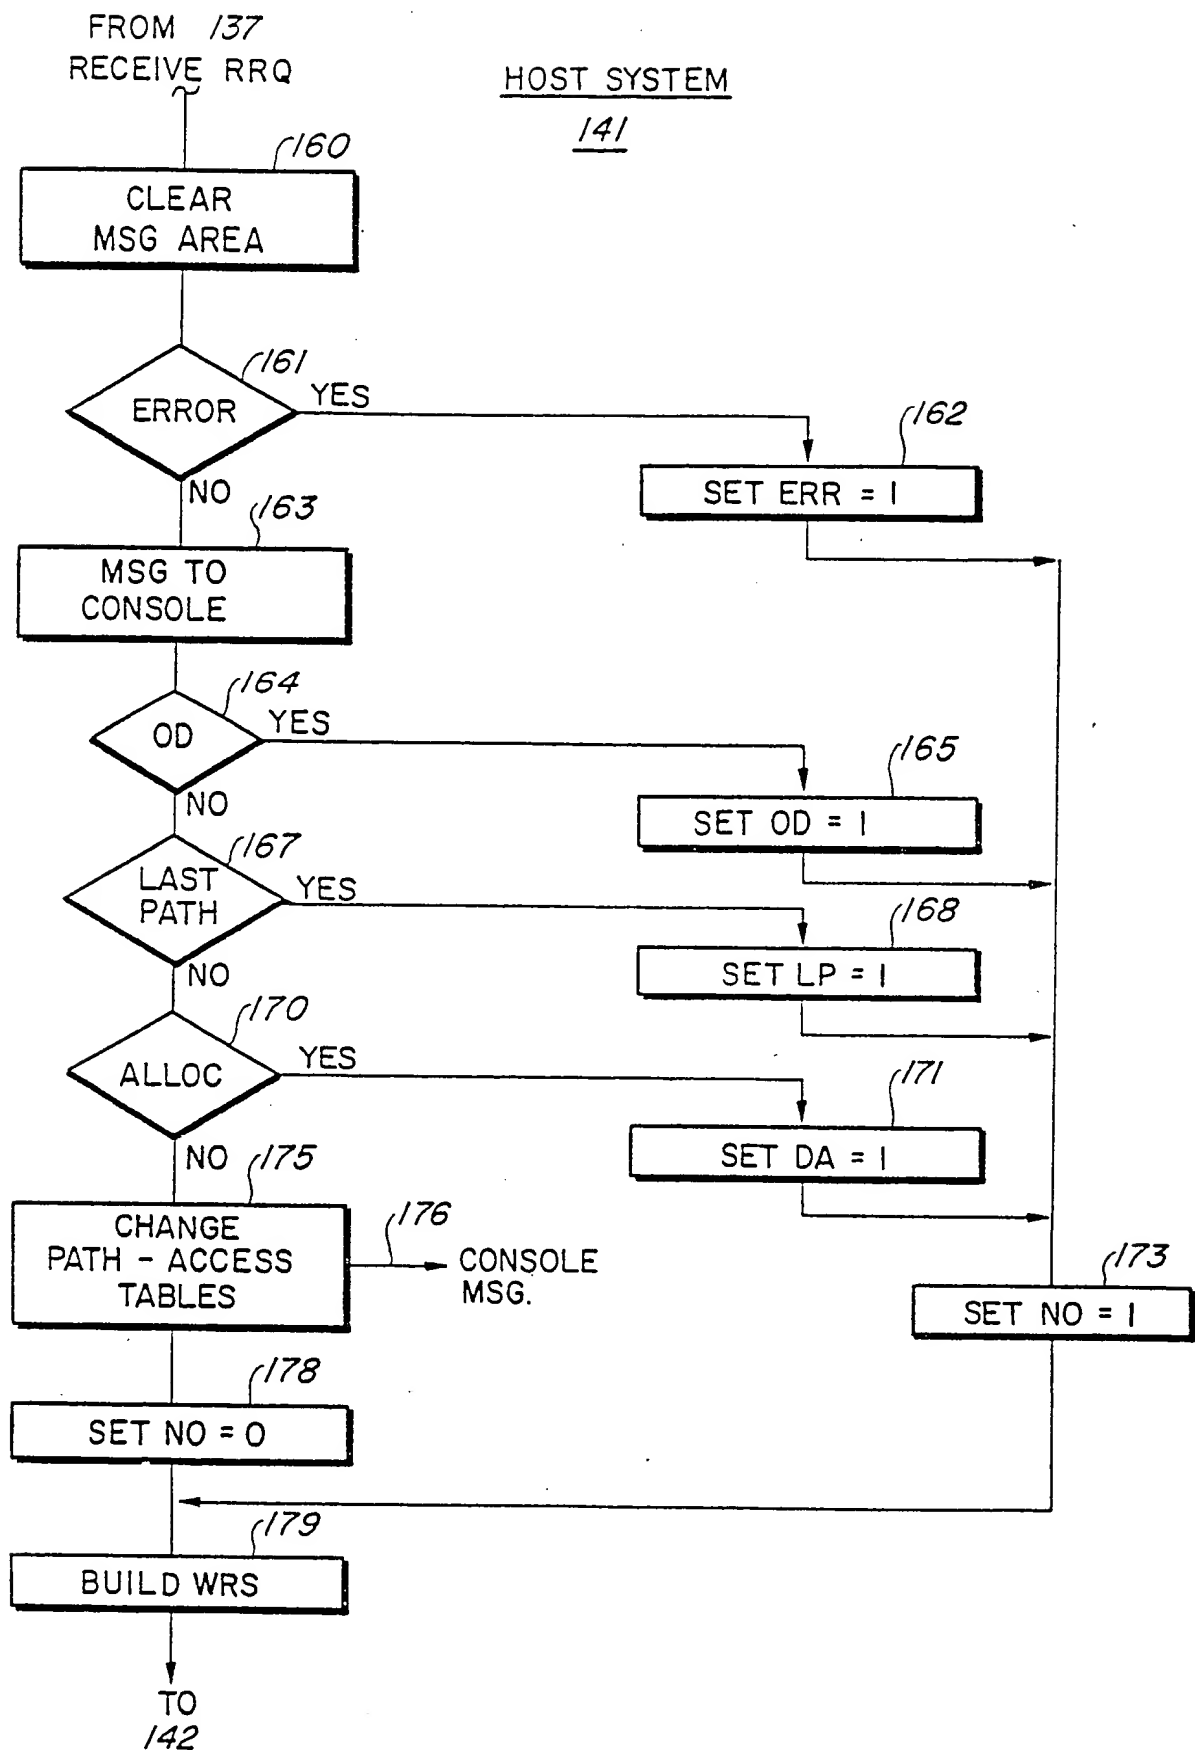 FROM 137
RECEIVE RRQ
HOST SYSTEM
141
160
CLEAR
MSG AREA
161
ERROR
YES
NO
162
SET ERR = 1
163
MSG TO
CONSOLE
164
OD
YES
NO
165
SET OD = 1
167
LAST
PATH
YES
NO
168
SET LP = 1
170
ALLOC
YES
NO
171
SET DA = 1
175
CHANGE
PATH - ACCESS
TABLES
176
CONSOLE
MSG.
173
SET NO = 1
178
SET NO = 0
179
BUILD WRS
TO
142